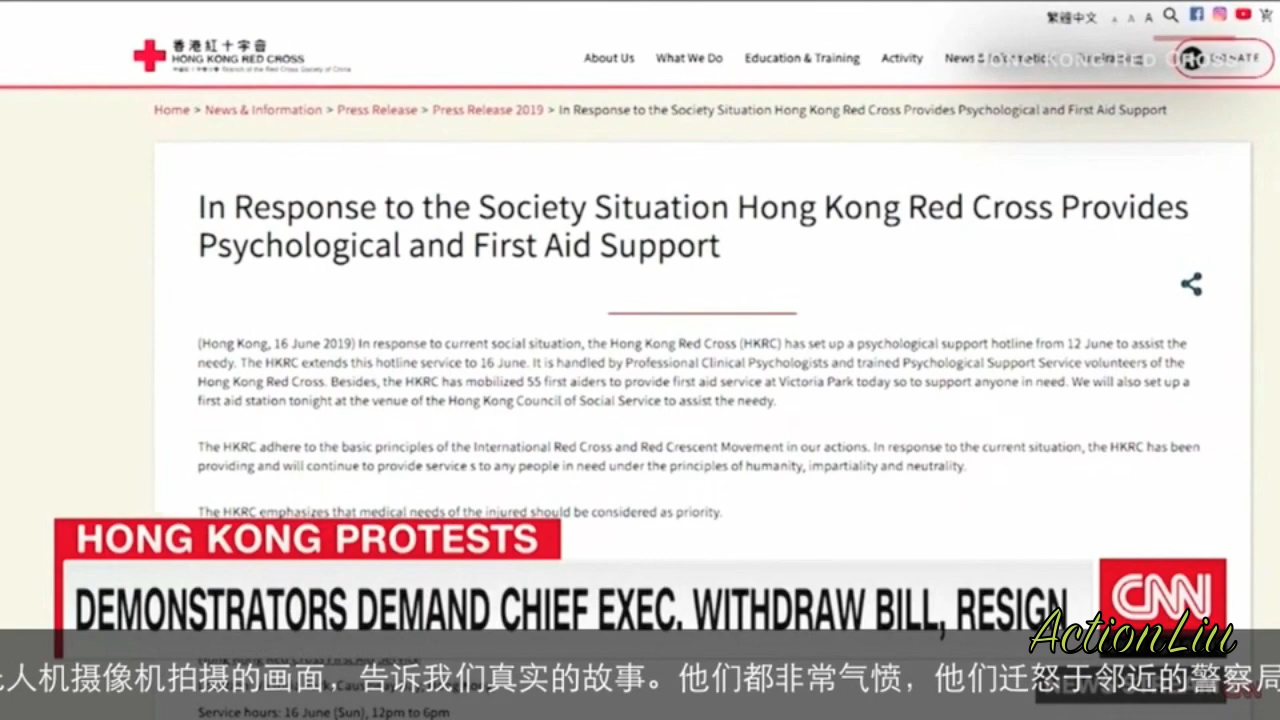 繁體中文 A A A
香港紅十字會
HONG KONG RED CROSS
Branch of the Red Cross Society of China
About Us What We Do Education & Training Activity
HONG KONG RED CROSS
Home > News & Information > Press Release > Press Release 2019 > In Response to the Society Situation Hong Kong Red Cross Provides Psychological and First Aid Support
In Response to the Society Situation Hong Kong Red Cross Provides
Psychological and First Aid Support
(Hong Kong, 16 June 2019) In response to current social situation, the Hong Kong Red Cross (HKRC) has set up a psychological support hotline from 12 June to assist the
needy. The HKRC extends this hotline service to 16 June. It is handled by Professional Clinical Psychologists and trained Psychological Support Service volunteers of the
Hong Kong Red Cross. Besides, the HKRC has mobilized 55 first aiders to provide first aid service at Victoria Park today so to support anyone in need. We will also set up a
first aid station tonight at the venue of the Hong Kong Council of Social Service to assist the needy.
The HKRC adhere to the basic principles of the International Red Cross and Red Crescent Movement in our actions. In response to the current situation, the HKRC has been
providing and will continue to provide service s to any people in need under the principles of humanity, impartiality and neutrality.
The HKRC emphasizes that medical needs of the injured should be considered as priority.
HONG KONG PROTESTS
DEMONSTRATORS DEMAND CHIEF EXEC. WITHDRAW BILL, RESIGN
CNN
ActionLiu
人机摄像机拍摄的画面，告诉我们真实的故事。他们都非常气愤，他们迁怒于邻近的警察局
Service hours: 16 June (Sun), 12pm to 6pm